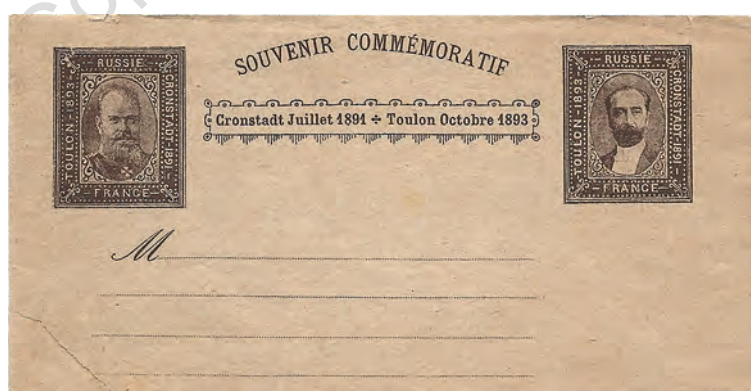 SOUVENIR COMMÉMORATIF
Cronstadt Juillet 1891 ÷ Toulon Octobre 1893
RUSSIE
TOULON-1893
CRONSTADT-1891
FRANCE
RUSSIE
TOULON-1893
CRONSTADT-1891
FRANCE
M